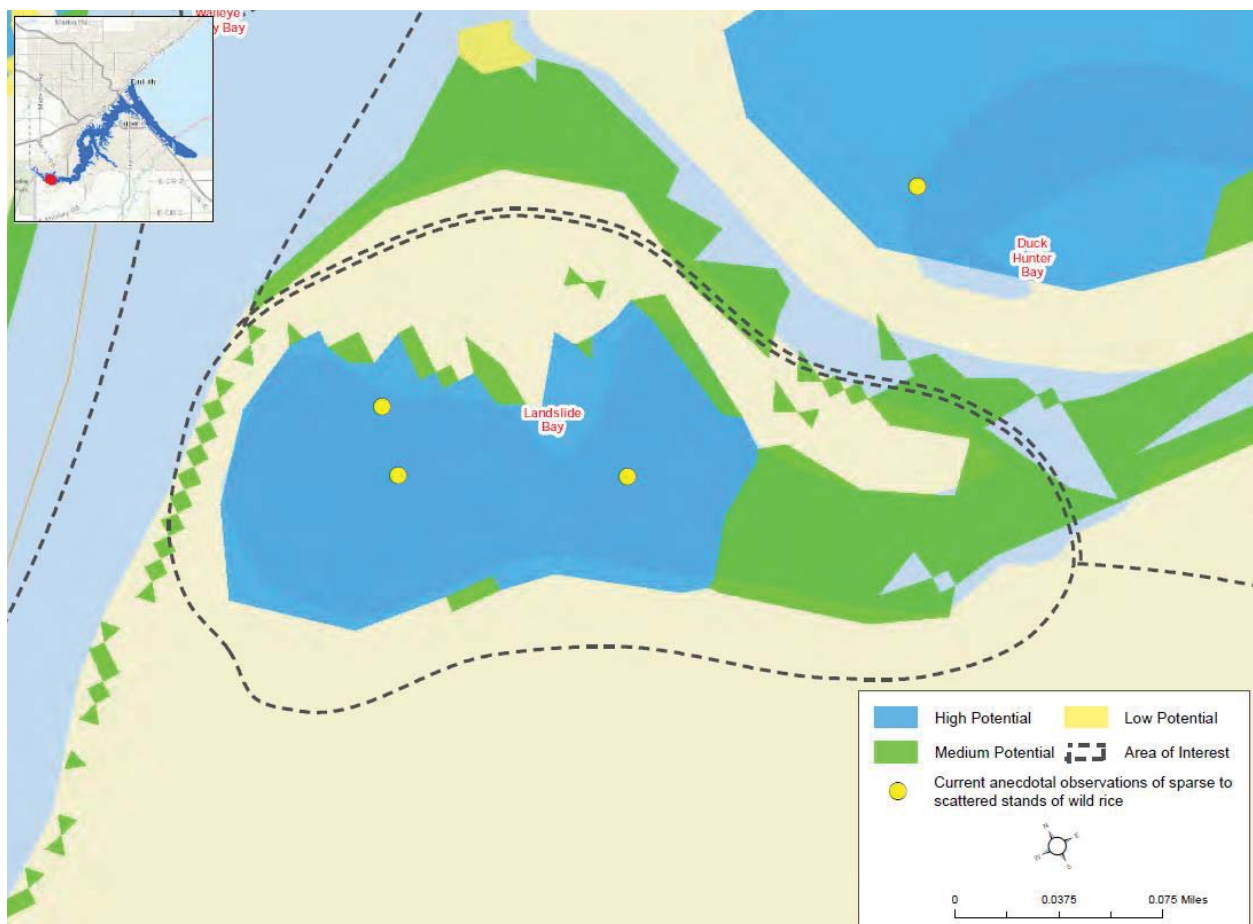 Duck
Hunter
Bay
Landslide
Bay
High Potential
Low Potential
Medium Potential
Area of Interest
Current anecdotal observations of sparse to
scattered stands of wild rice
N
E
W
S
0
0.0375
0.075 Miles